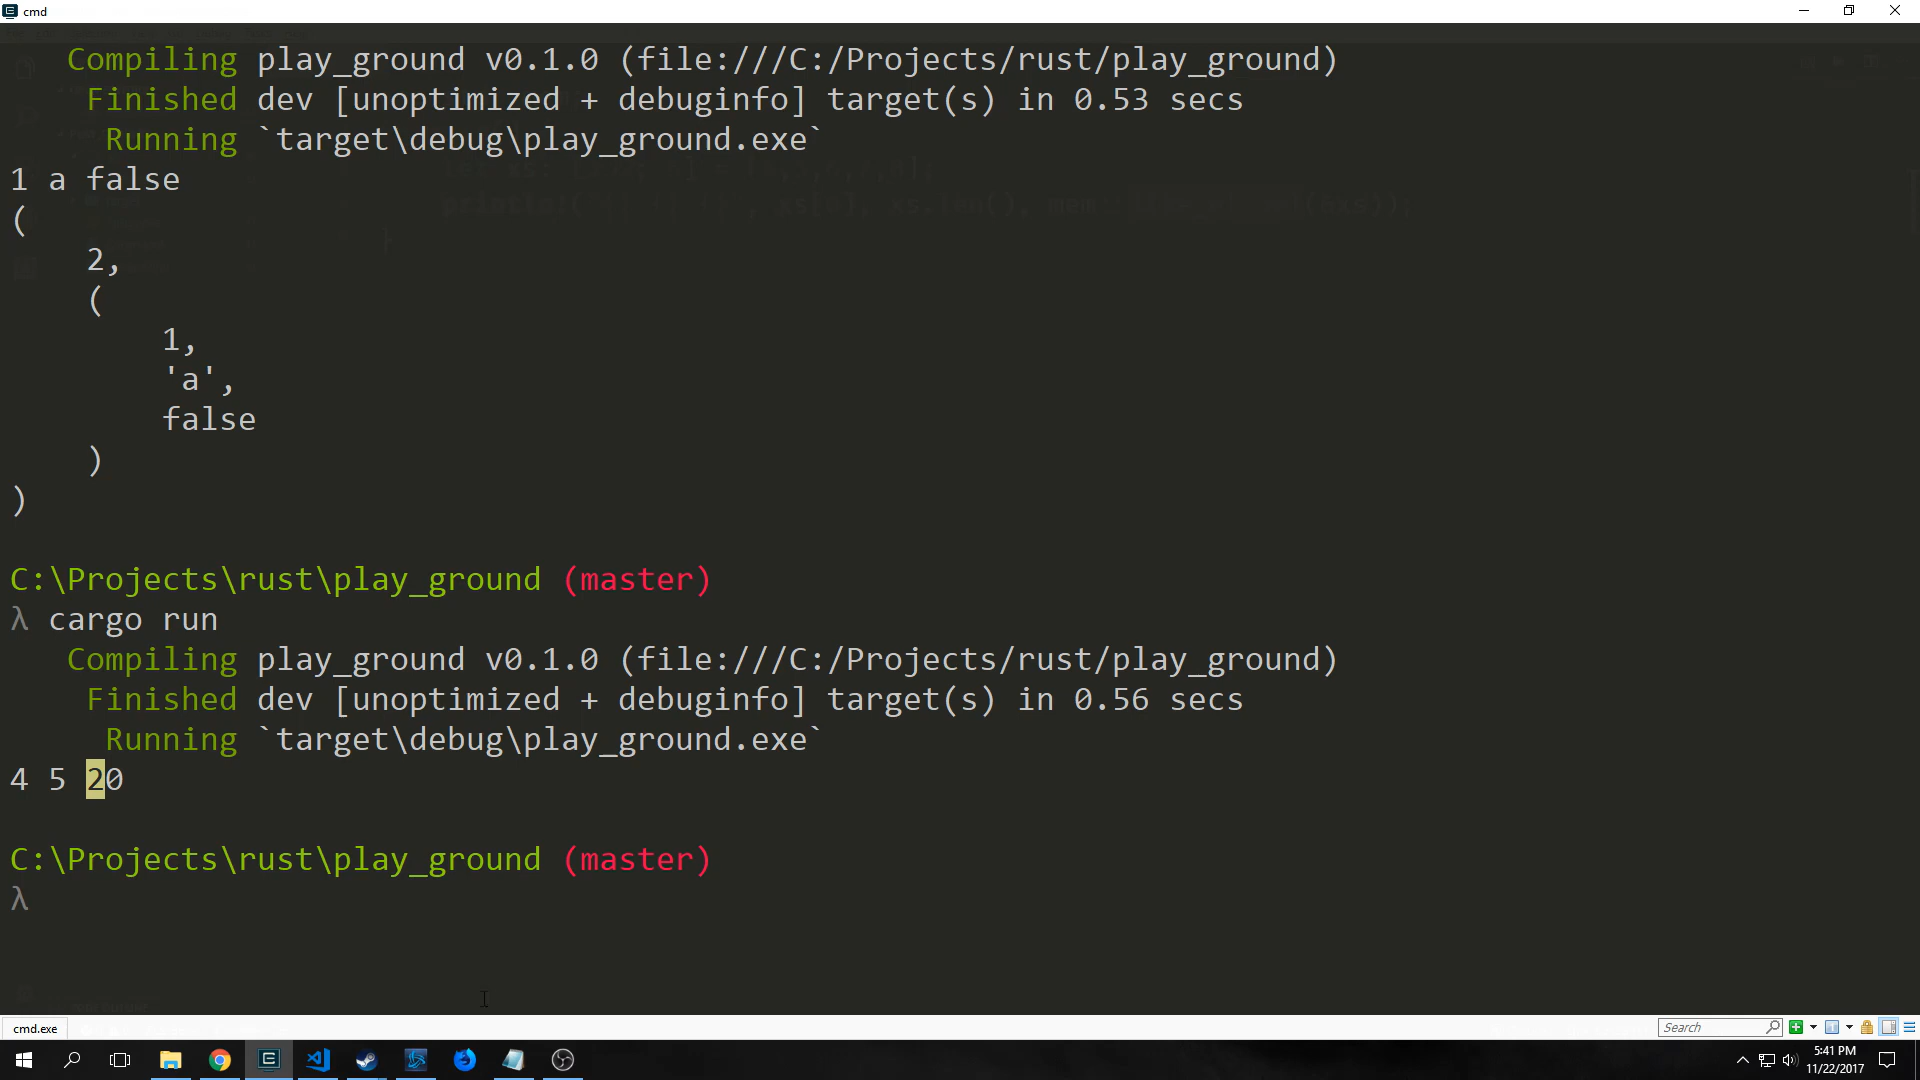 cmd
Compiling play_ground v0.1.0 (file:///C:/Projects/rust/play_ground)
Finished dev [unoptimized + debuginfo] target(s) in 0.53 secs
Running `target\debug\play_ground.exe`
1 a false
(
2,
(
1,
'a',
false
)
)
C:\Projects\rust\play_ground (master)
λ cargo run
Compiling play_ground v0.1.0 (file:///C:/Projects/rust/play_ground)
Finished dev [unoptimized + debuginfo] target(s) in 0.56 secs
Running `target\debug\play_ground.exe`
4 5 20
C:\Projects\rust\play_ground (master)
λ
cmd.exe
Search
5:41 PM
11/22/2017